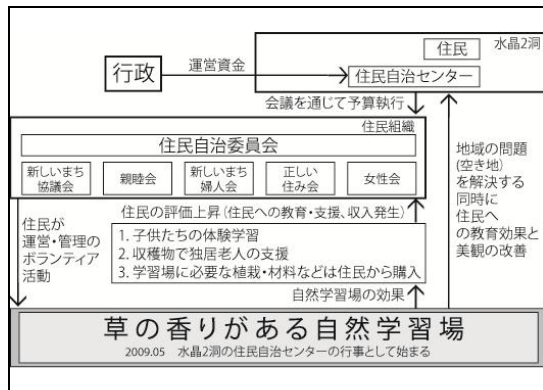 水晶2洞
住民
行政
運営資金
住民自治センター
会議を通じて予算執行
住民組織
住民自治委員会
新しいまち
協議会
親睦会
新しいまち
婦人会
正しい
住み会
女性会
地域の問題
(空き地)
を解決する
同時に
住民へ
の教育効果と
美観の改善
住民が
運営・管理の
ボランティア
活動
住民の評価上昇(住民への教育・支援、収入発生)
1. 子供たちの体験学習
2. 収穫物で独居老人の支援
3. 学習場に必要な植栽・材料などは住民から購入
自然学習場の効果
草の香りがある自然学習場
2009.05 水晶2洞の住民自治センターの行事として始まる